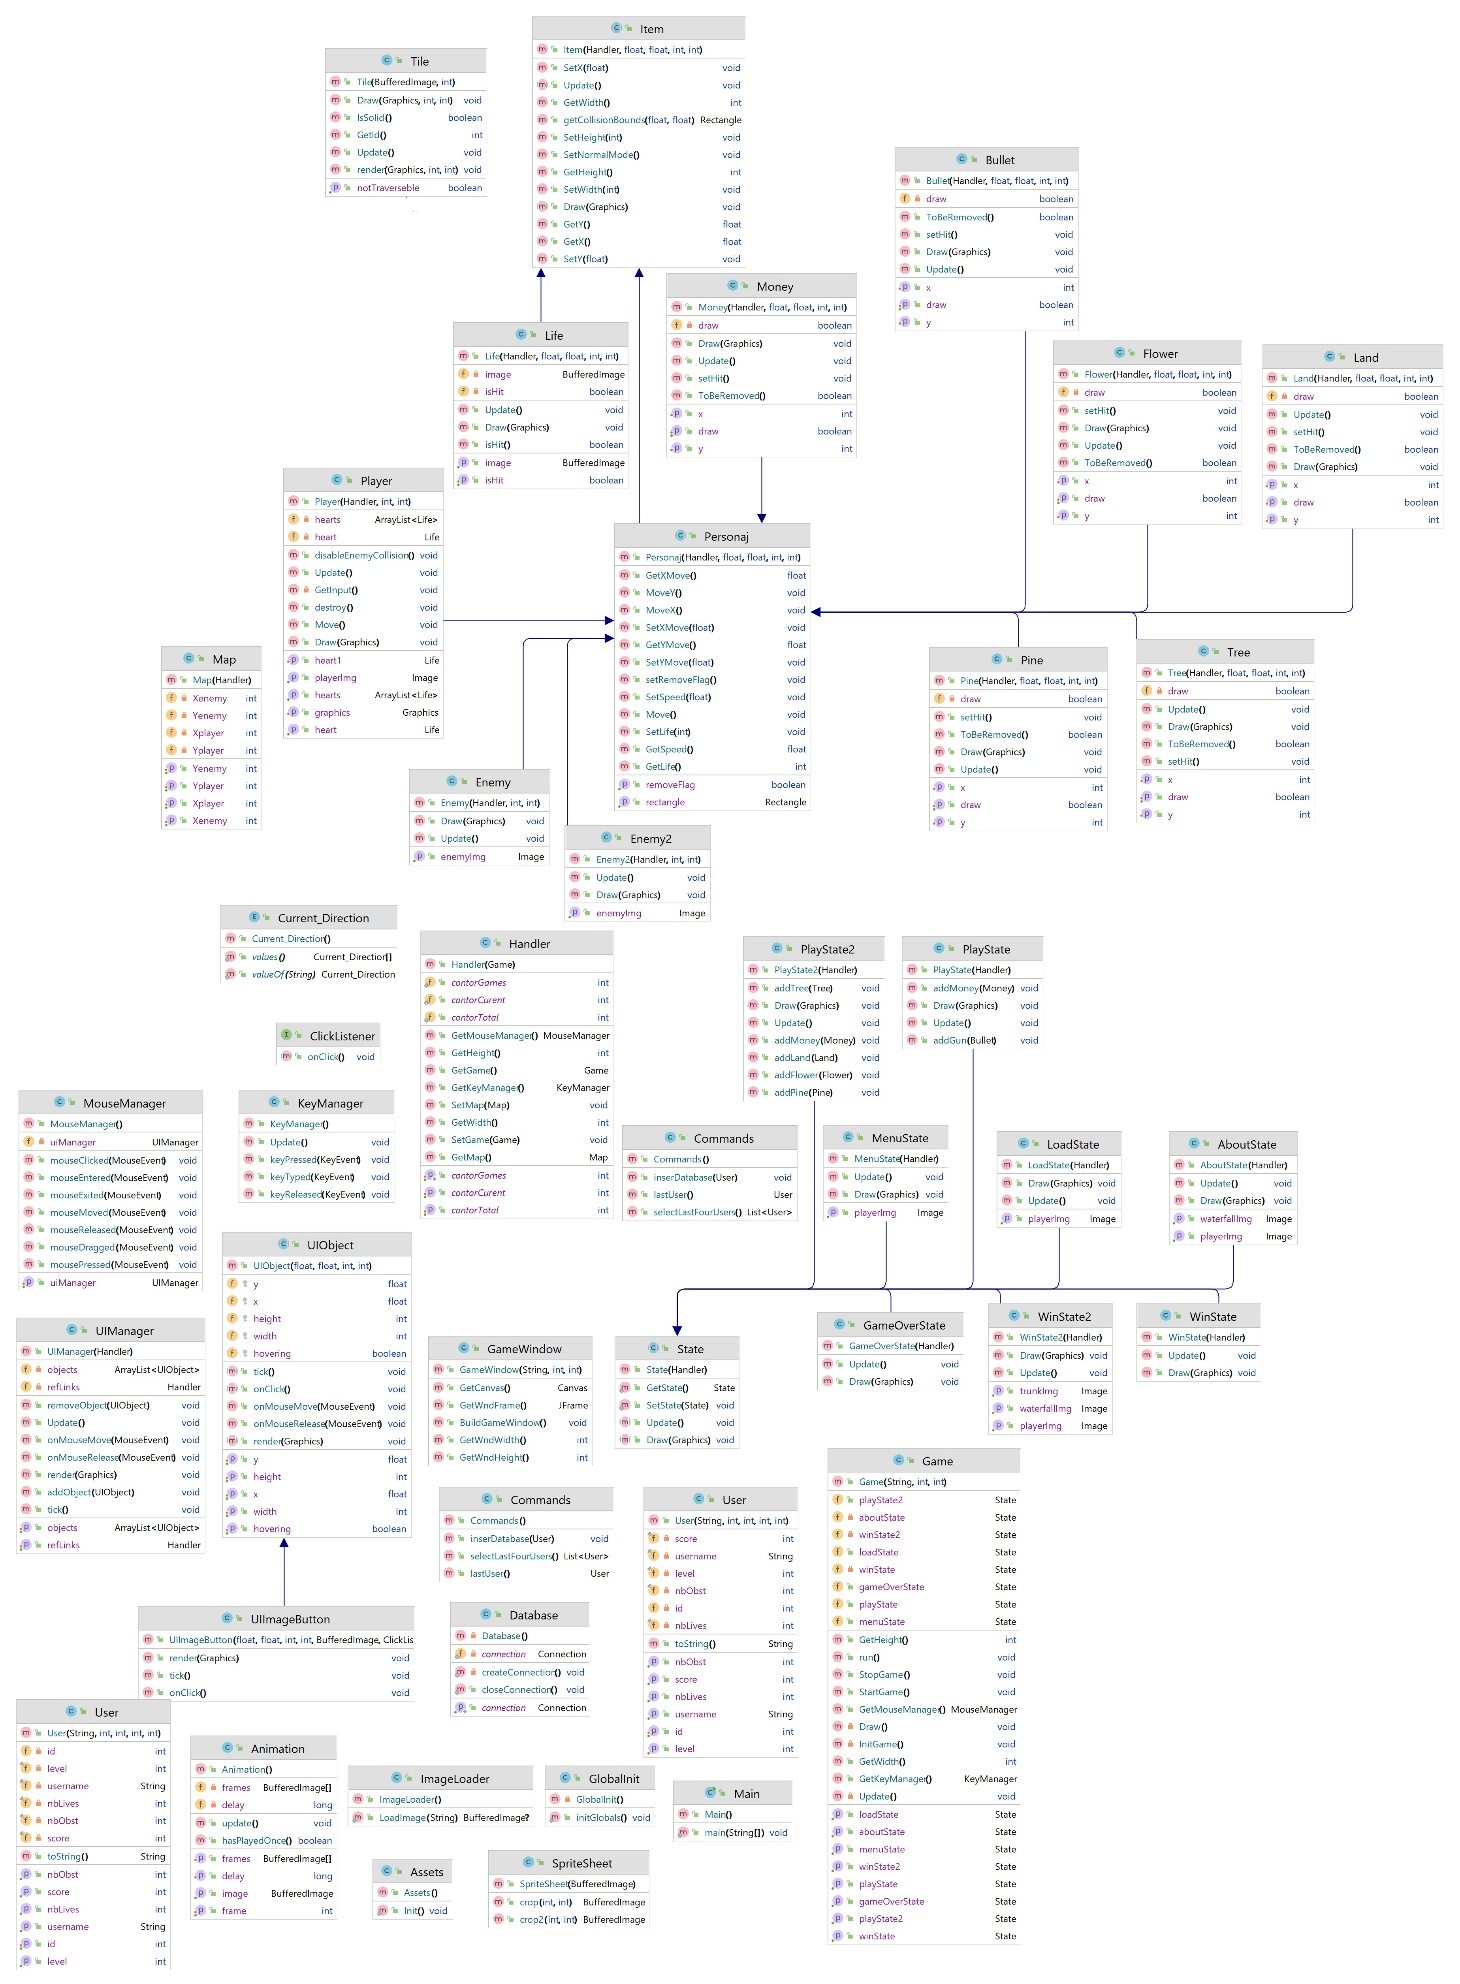 Item
Item(Handler, float, float, int, int)
SetX(float) void
Update() void
GetWidth() int
getCollisionBounds(float, float) Rectangle
SetHeight(int) void
SetNormalMode() void
GetHeight() int
SetWidth(int) void
Draw(Graphics) void
GetY() float
GetX() float
SetY(float) void
Tile
Tile(BufferedImage, int)
Draw(Graphics, int, int) void
IsSolid() boolean
GetId() int
Update() void
render(Graphics, int, int) void
notTraverseble boolean
Bullet
Bullet(Handler, float, float, int, int)
draw boolean
ToBeRemoved() boolean
setHit() void
Draw(Graphics) void
Update() void
x int
draw boolean
y int
Money
Money(Handler, float, float, int, int)
draw boolean
Draw(Graphics) void
Update() void
setHit() void
ToBeRemoved() boolean
x int
draw boolean
y int
Life
Life(Handler, float, float, int, int)
image BufferedImage
isHit boolean
Update() void
Draw(Graphics) void
isHit() boolean
image BufferedImage
isHit boolean
Flower
Flower(Handler, float, float, int, int)
draw boolean
setHit() void
Draw(Graphics) void
Update() void
ToBeRemoved() boolean
x int
draw boolean
y int
Land
Land(Handler, float, float, int, int)
draw boolean
Update() void
setHit() void
ToBeRemoved() boolean
Draw(Graphics) void
x int
draw boolean
y int
Player
Player(Handler, int, int)
hearts ArrayList<Life>
heart Life
disableEnemyCollision() void
Update() void
GetInput() void
destroy() void
Move() void
Draw(Graphics) void
heart1 Life
playerImg Image
hearts ArrayList<Life>
graphics Graphics
heart Life
Personaj
Personaj(Handler, float, float, int, int)
GetXMove() float
MoveY() void
MoveX() void
SetXMove(float) void
GetYMove() float
SetYMove(float) void
setRemoveFlag() void
SetSpeed(float) void
Move() void
SetLife(int) void
GetSpeed() float
GetLife() int
removeFlag boolean
rectangle Rectangle
Map
Map(Handler)
Xenemy int
Yenemy int
Xplayer int
Yplayer int
Yenemy int
Yplayer int
Xplayer int
Xenemy int
Pine
Pine(Handler, float, float, int, int)
draw boolean
setHit() void
ToBeRemoved() boolean
Draw(Graphics) void
Update() void
x int
draw boolean
y int
Tree
Tree(Handler, float, float, int, int)
draw boolean
Update() void
Draw(Graphics) void
ToBeRemoved() boolean
setHit() void
x int
draw boolean
y int
Enemy
Enemy(Handler, int, int)
Draw(Graphics) void
Update() void
enemyImg Image
Enemy2
Enemy2(Handler, int, int)
Update() void
Draw(Graphics) void
enemyImg Image
Current_Direction
Current_Direction()
values() Current_Direction[]
valueOf(String) Current_Direction
Handler
Handler(Game)
contorGames int
contorCurent int
contorTotal int
GetMouseManager() MouseManager
GetHeight() int
GetGame() Game
GetKeyManager() KeyManager
SetMap(Map) void
GetWidth() int
SetGame(Game) void
GetMap() Map
contorGames int
contorCurent int
contorTotal int
PlayState2
PlayState2(Handler)
addTree(Tree) void
Draw(Graphics) void
Update() void
addMoney(Money) void
addLand(Land) void
addFlower(Flower) void
addPine(Pine) void
PlayState
PlayState(Handler)
addMoney(Money) void
Draw(Graphics) void
Update() void
addGun(Bullet) void
ClickListener
onClick() void
MouseManager
MouseManager()
uiManager UIManager
mouseClicked(MouseEvent) void
mouseEntered(MouseEvent) void
mouseExited(MouseEvent) void
mouseMoved(MouseEvent) void
mouseReleased(MouseEvent) void
mouseDragged(MouseEvent) void
mousePressed(MouseEvent) void
uiManager UIManager
KeyManager
KeyManager()
Update() void
keyPressed(KeyEvent) void
keyTyped(KeyEvent) void
keyReleased(KeyEvent) void
Commands
Commands()
inserDatabase(User) void
lastUser() User
selectLastFourUsers() List<User>
MenuState
MenuState(Handler)
Update() void
Draw(Graphics) void
playerImg Image
LoadState
LoadState(Handler)
Draw(Graphics) void
Update() void
playerImg Image
AboutState
AboutState(Handler)
Update() void
Draw(Graphics) void
waterfallImg Image
playerImg Image
UIObject
UIObject(float, float, int, int)
y float
x float
height int
width int
hovering boolean
tick() void
onClick() void
onMouseMove(MouseEvent) void
onMouseRelease(MouseEvent) void
render(Graphics) void
y float
height int
x float
width int
hovering boolean
UIManager
UIManager(Handler)
objects ArrayList<UIObject>
refLinks Handler
removeObject(UIObject) void
Update() void
onMouseMove(MouseEvent) void
onMouseRelease(MouseEvent) void
render(Graphics) void
addObject(UIObject) void
tick() void
objects ArrayList<UIObject>
refLinks Handler
GameWindow
GameWindow(String, int, int)
GetCanvas() Canvas
GetWndFrame() JFrame
BuildGameWindow() void
GetWndWidth() int
GetWndHeight() int
State
State(Handler)
GetState() State
SetState(State) void
Update() void
Draw(Graphics) void
GameOverState
GameOverState(Handler)
Update() void
Draw(Graphics) void
WinState2
WinState2(Handler)
Draw(Graphics) void
Update() void
trunkImg Image
waterfallImg Image
playerImg Image
WinState
WinState(Handler)
Update() void
Draw(Graphics) void
Commands
Commands()
inserDatabase(User) void
selectLastFourUsers() List<User>
lastUser() User
User
User(String, int, int, int, int)
score int
username String
level int
nbObst int
id int
nbLives int
toString() String
nbObst int
score int
nbLives int
username String
id int
level int
Game
Game(String, int, int)
playState2 State
aboutState State
winState2 State
loadState State
winState State
gameOverState State
playState State
menuState State
GetHeight() int
run() void
StopGame() void
StartGame() void
GetMouseManager() MouseManager
Draw() void
InitGame() void
GetWidth() int
GetKeyManager() KeyManager
Update() void
loadState State
aboutState State
menuState State
winState2 State
playState State
gameOverState State
playState2 State
winState State
UIImageButton
UIImageButton(float, float, int, int, BufferedImage, ClickLis
render(Graphics) void
tick() void
onClick() void
Database
Database()
connection Connection
createConnection() void
closeConnection() void
connection Connection
User
User(String, int, int, int, int)
id int
level int
username String
nbLives int
nbObst int
score int
toString() String
nbObst int
score int
nbLives int
username String
id int
level int
Animation
Animation()
frames BufferedImage[]
delay long
update() void
hasPlayedOnce() boolean
frames BufferedImage[]
delay long
image BufferedImage
frame int
ImageLoader
ImageLoader()
LoadImage(String) BufferedImage?
GlobalInit
GlobalInit()
initGlobals() void
Main
Main()
main(String[]) void
Assets
Assets()
Init() void
SpriteSheet
SpriteSheet(BufferedImage)
crop(int, int) BufferedImage
crop2(int, int) BufferedImage